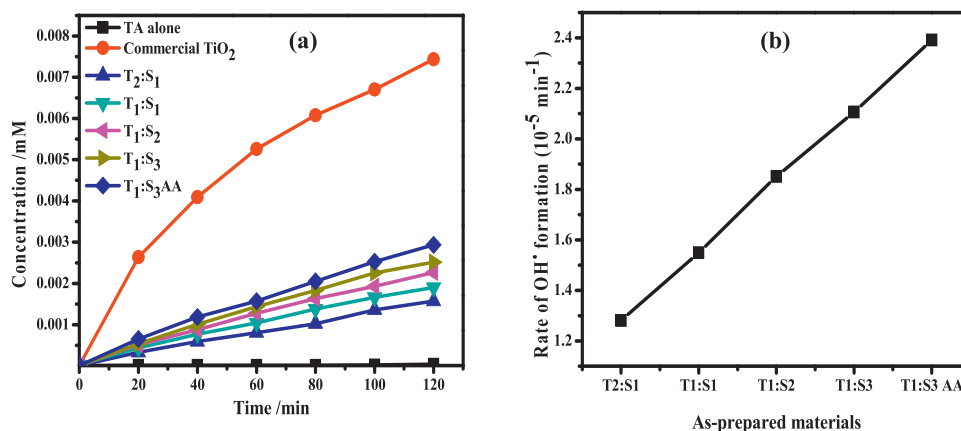 (a)
TA alone
Commercial TiO2
T2:S1
T1:S1
T1:S2
T1:S3
T1:S3AA
0.008
0.007
0.006
0.005
0.004
0.003
0.002
0.001
Concentration /mM
0
20
40
60
80
100
120
Time /min
(b)
2.4
2.2
2.0
1.8
1.6
1.4
1.2
Rate of OH• formation (10-5 min-1)
T2:S1
T1:S1
T1:S2
T1:S3
T1:S3 AA
As-prepared materials